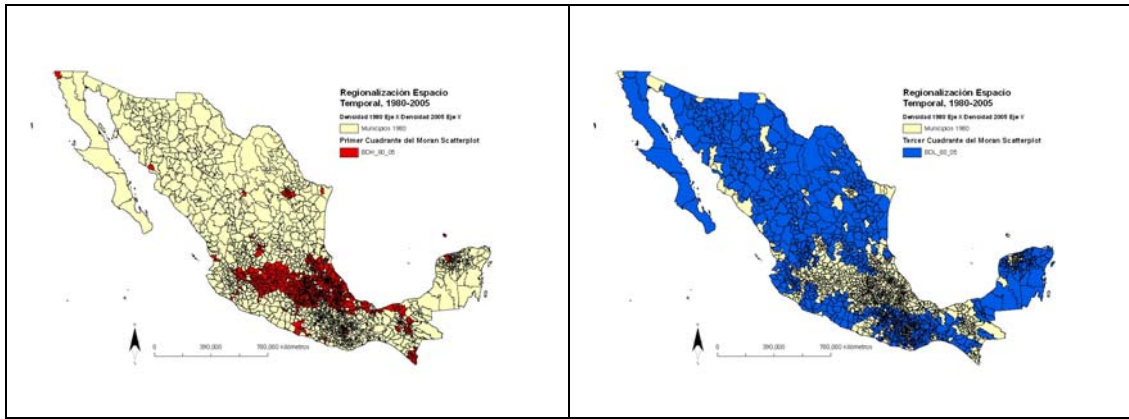 Regionalización Espacio
Temporal, 1980-2005
Densidad 1980 Eje X Densidad 2005 Eje Y
Municipios 1980
Primer Cuadrante del Moran Scatterplot
BDH_80_05
0 390,000 780,000 Kilómetros
Regionalización Espacio
Temporal, 1980-2005
Densidad 1980 Eje X Densidad 2005 Eje Y
Municipios 1980
Tercer Cuadrante del Moran Scatterplot
BDL_80_05
0 390,000 780,000 Kilómetros